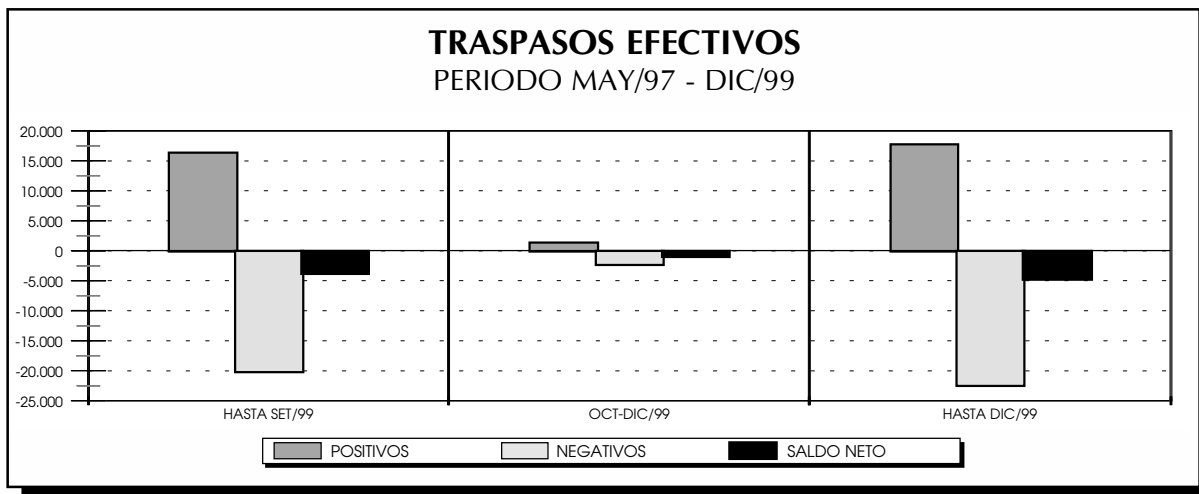 TRASPASOS EFECTIVOS
PERIODO MAY/97 - DIC/99
20.000
15.000
10.000
5.000
0
-5.000
-10.000
-15.000
-20.000
-25.000
HASTA SET/99 OCT-DIC/99 HASTA DIC/99
POSITIVOS NEGATIVOS SALDO NETO